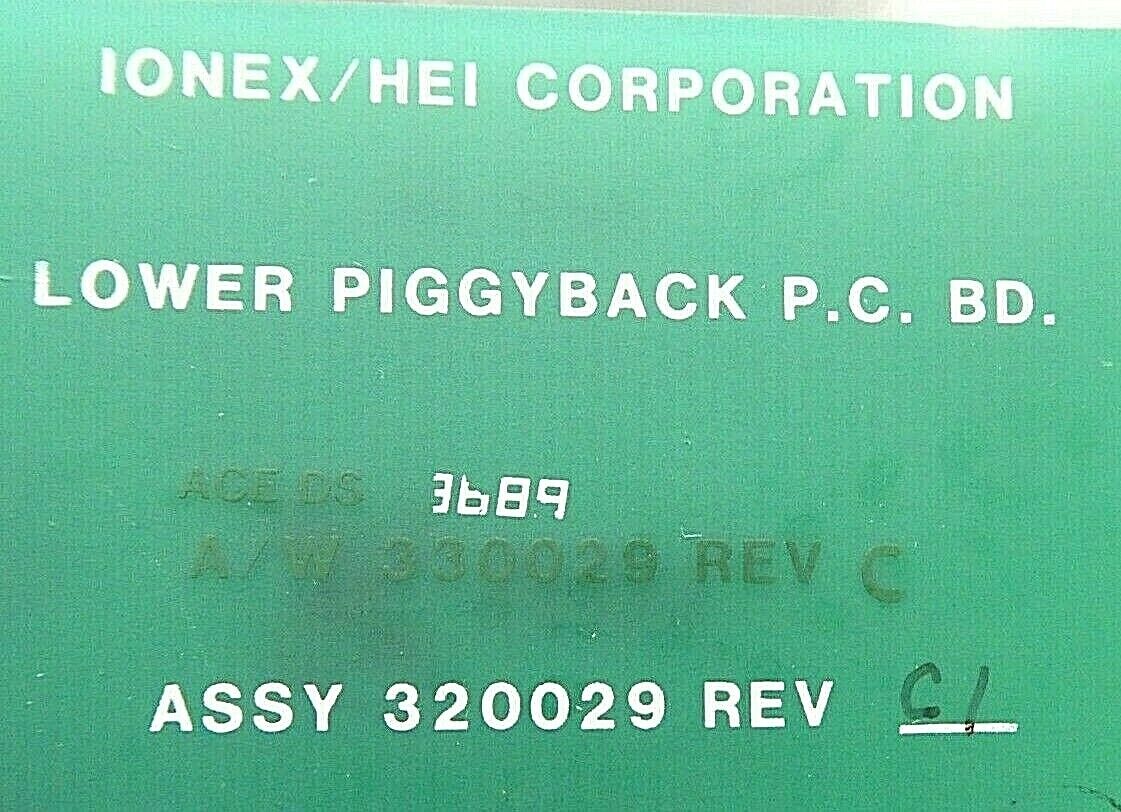 IONEX/HEI CORPORATION
LOWER PIGGYBACK P.C. BD.
ACE DS 3689
A/W 330029 REV C
ASSY 320029 REV C1